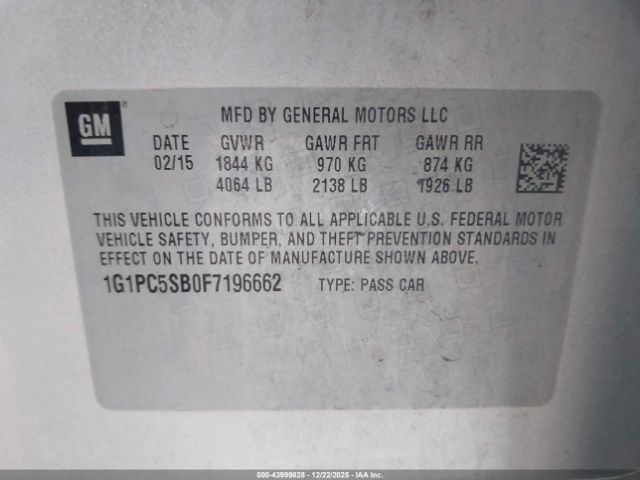 GM
MFD BY GENERAL MOTORS LLC
DATE GVWR GAWR FRT GAWR RR
02/15 1844 KG 970 KG 874 KG
4064 LB 2138 LB 1926 LB
THIS VEHICLE CONFORMS TO ALL APPLICABLE U.S. FEDERAL MOTOR
VEHICLE SAFETY, BUMPER, AND THEFT PREVENTION STANDARDS IN
EFFECT ON THE DATE OF MANUFACTURE SHOWN ABOVE.
1G1PC5SB0F7196662 TYPE: PASS CAR
000-43999828 - 12/22/2025 - IAA Inc.